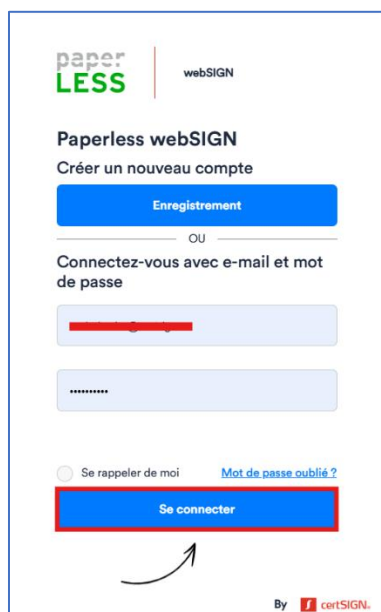 paper
LESS
webSIGN
Paperless webSIGN
Créer un nouveau compte
Enregistrement
OU
Connectez-vous avec e-mail et mot
de passe
••••••••••
Se rappeler de moi
Mot de passe oublié ?
Se connecter
By certSIGN.